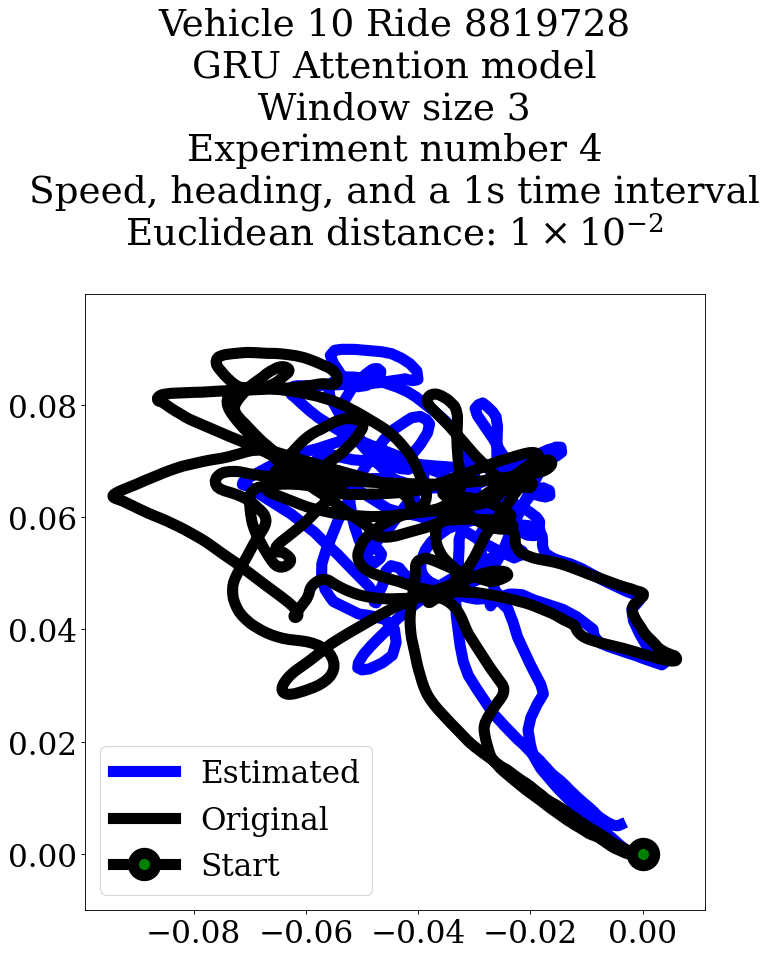 Vehicle 10 Ride 8819728
GRU Attention model
Window size 3
Experiment number 4
Speed, heading, and a 1s time interval
Euclidean distance: 1 × 10⁻²
0.08
0.06
0.04
0.02
0.00
Estimated
Original
Start
−0.08 −0.06 −0.04 −0.02 0.00